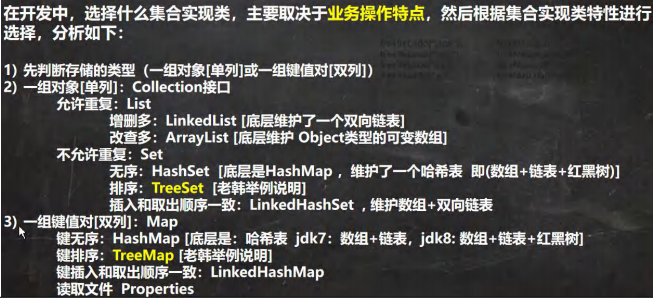 在开发中，选择什么集合实现类，主要取决于业务操作特点，然后根据集合实现类特性进行
选择，分析如下：
1) 先判断存储的类型（一组对象[单列]或一组键值对[双列]）
2) 一组对象[单列]：Collection接口
允许重复：List
增删多：LinkedList [底层维护了一个双向链表]
改查多：ArrayList [底层维护 Object类型的可变数组]
不允许重复：Set
无序：HashSet [底层是HashMap ，维护了一个哈希表 即(数组+链表+红黑树)]
排序：TreeSet [老韩举例说明]
插入和取出顺序一致：LinkedHashSet ，维护数组+双向链表
3) 一组键值对[双列]：Map
键无序：HashMap [底层是：哈希表 jdk7：数组+链表，jdk8: 数组+链表+红黑树]
键排序：TreeMap [老韩举例说明]
键插入和取出顺序一致：LinkedHashMap
读取文件 Properties